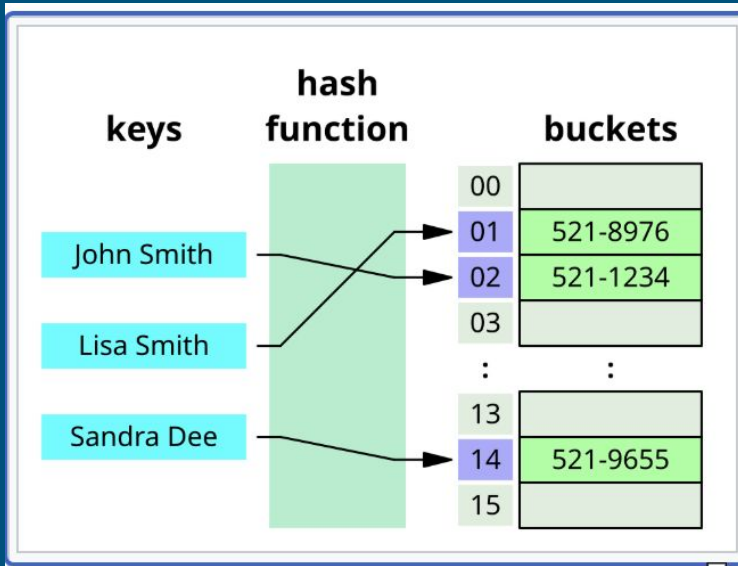 keys
hash
function
buckets
John Smith
Lisa Smith
Sandra Dee
00
01 521-8976
02 521-1234
03
: :
13
14 521-9655
15